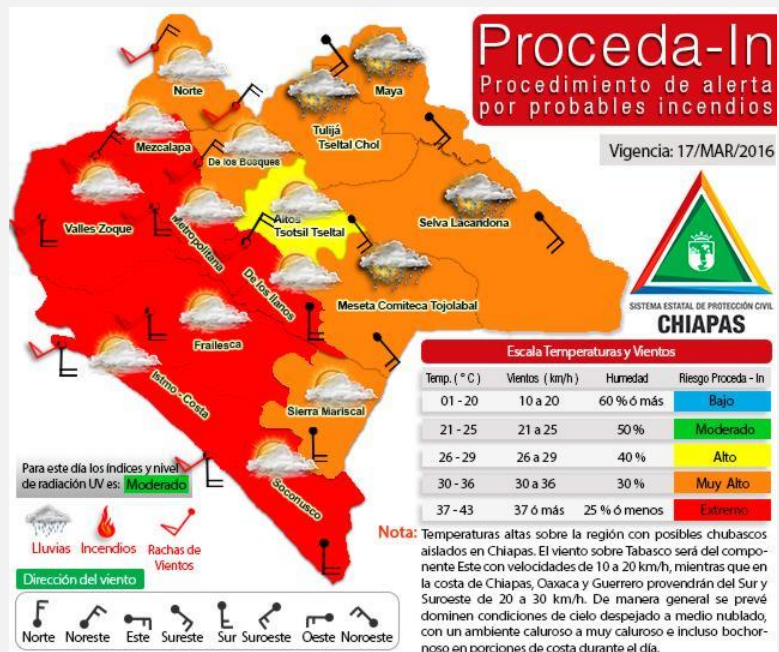 Proceda-In
Procedimiento de alerta
por probables incendios
Vigencia: 17/MAR/2016
Norte
Maya
Tulijá
Tseltal Chol
Mezcalapa
De los Bosques
Altos
Tsotsil Tseltal
Selva Lacandona
Valles Zoque
Metropolitana
De los llanos
Meseta Comiteca Tojolabal
Frailesca
Istmo - Costa
Sierra Mariscal
Soconusco
SISTEMA ESTATAL DE PROTECCIÓN CIVIL
CHIAPAS
Escala Temperaturas y Vientos
Temp. ( ° C ) Vientos ( km/h ) Humedad Riesgo Proceda - In
01 - 20 10 a 20 60 % ó más Bajo
21 - 25 21 a 25 50 % Moderado
26 - 29 26 a 29 40 % Alto
30 - 36 30 a 36 30 % Muy Alto
37 - 43 37 ó más 25 % ó menos Extremo
Para este día los índices y nivel
de radiación UV es: Moderado
Lluvias Incendios Rachas de
Vientos
Dirección del viento
Norte Noreste Este Sureste Sur Suroeste Oeste Noroeste
Nota: Temperaturas altas sobre la región con posibles chubascos
aislados en Chiapas. El viento sobre Tabasco será del compo-
nente Este con velocidades de 10 a 20 km/h, mientras que en
la costa de Chiapas, Oaxaca y Guerrero provendrán del Sur y
Suroeste de 20 a 30 km/h. De manera general se prevé
dominen condiciones de cielo despejado a medio nublado,
con un ambiente caluroso a muy caluroso e incluso bochor-
noso en porciones de costa durante el día.